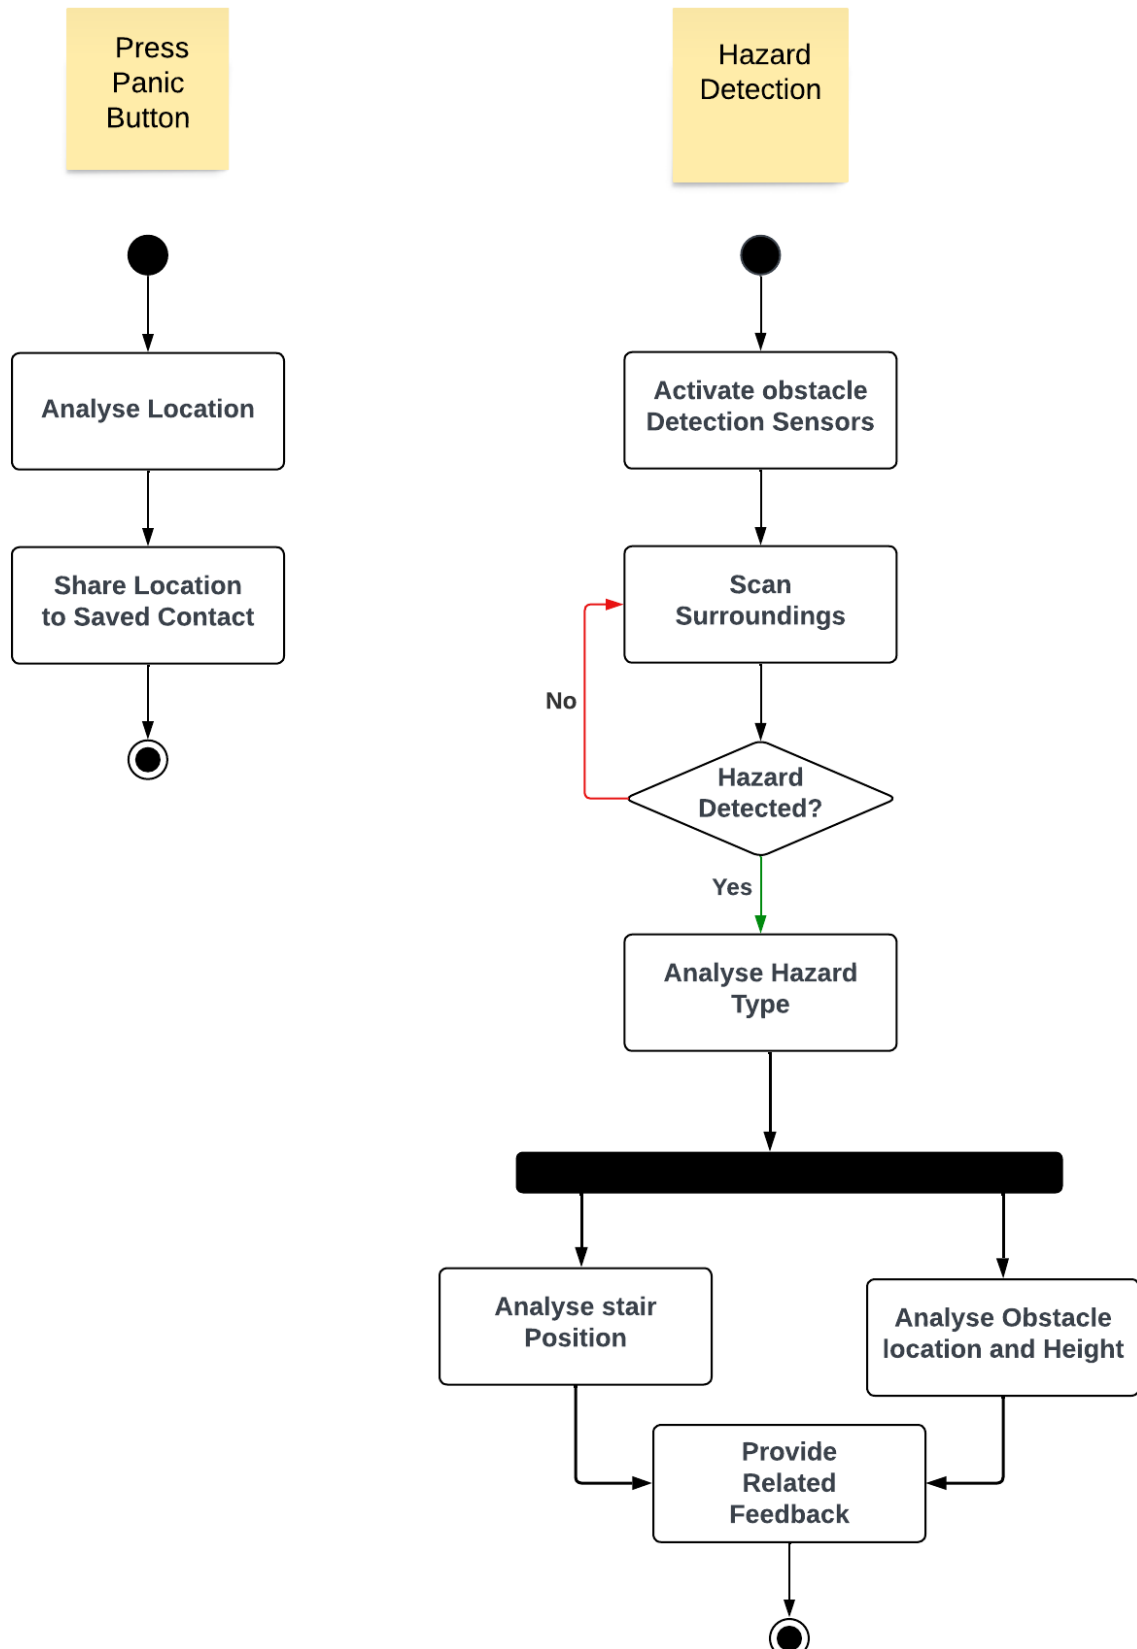 Press
Panic
Button
Hazard
Detection
Analyse Location
Share Location
to Saved Contact
Activate obstacle
Detection Sensors
Scan
Surroundings
No
Hazard
Detected?
Yes
Analyse Hazard
Type
Analyse stair
Position
Analyse Obstacle
location and Height
Provide
Related
Feedback